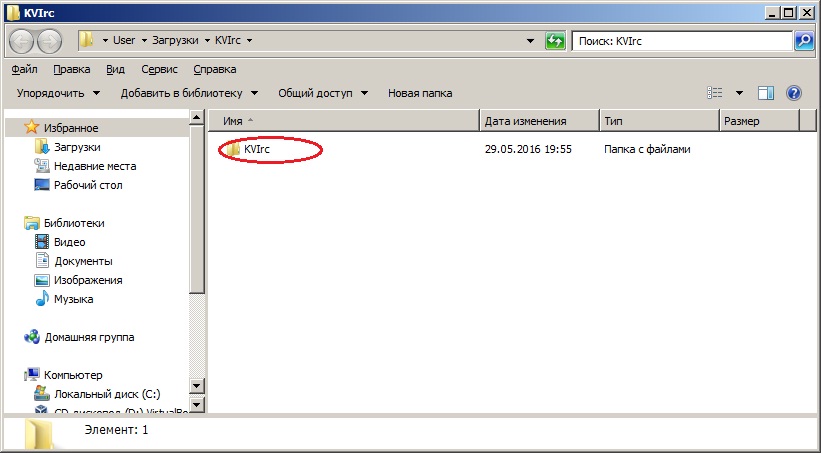 KVIrc
User Загрузки KVIrc
Поиск: KVIrc
Файл Правка Вид Сервис Справка
Упорядочить Добавить в библиотеку Общий доступ Новая папка
Избранное
Загрузки
Недавние места
Рабочий стол
Библиотеки
Видео
Документы
Изображения
Музыка
Домашняя группа
Компьютер
Локальный диск (C:)
CD-дисковод (D:) VirtualBo
Имя Дата изменения Тип Размер
KVIrc 29.05.2016 19:55 Папка с файлами
Элемент: 1